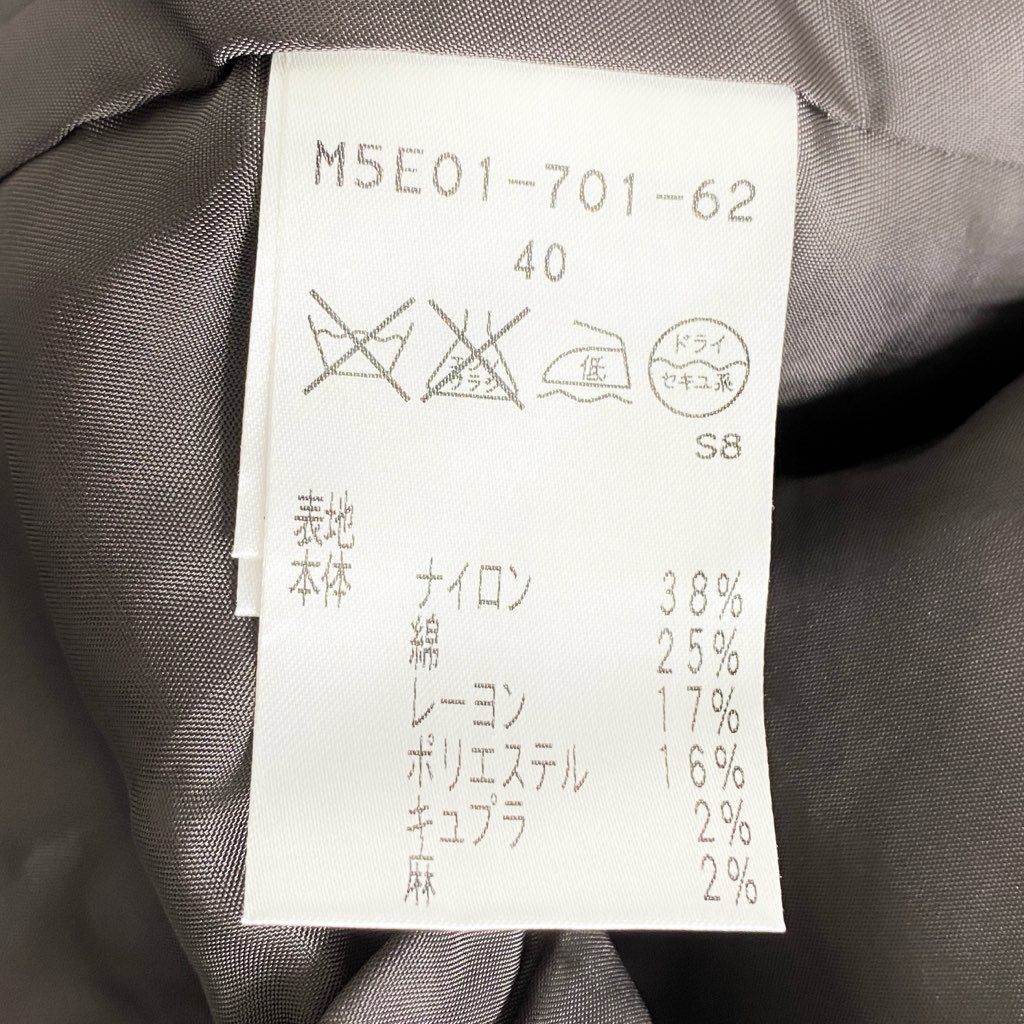 M5E01-701-62
40
低
ドライ
セキユ系
S8
表地
本体 ナイロン 38%
綿 25%
レーヨン 17%
ポリエステル 16%
キュプラ 2%
麻 2%